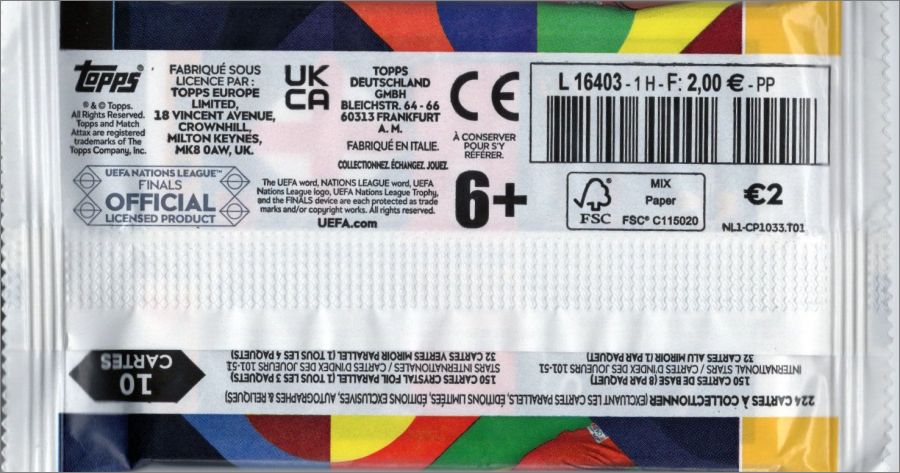 Topps
® & © Topps.
All Rights Reserved.
Topps and Match
Attax are registered
trademarks of The
Topps Company, Inc.
FABRIQUÉ SOUS
LICENCE PAR :
TOPPS EUROPE
LIMITED,
18 VINCENT AVENUE,
CROWNHILL,
MILTON KEYNES,
MK8 0AW, UK.
UK
CA
TOPPS
DEUTSCHLAND
GMBH
BLEICHSTR. 64 - 66
60313 FRANKFURT
A. M.
FABRIQUÉ EN ITALIE.
COLLECTIONNEZ. ÉCHANGEZ. JOUEZ.
CE
À CONSERVER
POUR S'Y
RÉFÉRER.
L 16403 - 1 H - F: 2,00 € - PP
UEFA NATIONS LEAGUE™
FINALS
OFFICIAL
LICENSED PRODUCT
The UEFA word, NATIONS LEAGUE word, UEFA
Nations League logo, UEFA Nations League Trophy,
and the FINALS device are each protected as trade
marks and/or copyright works. All rights reserved.
UEFA.com
6+
FSC
MIX
Paper
FSC® C115020
€2
NL1-CP1033.T01
10
CARTES
224 CARTES À COLLECTIONNER (EXCLUANT LES CARTES PARALLELS, ÉDITIONS LIMITÉES, EDITIONS EXCLUSIVES, AUTOGRAPHES & RELIQUES)
150 CARTES DE BASE (8 PAR PAQUET)
INTERNATIONAL STARS / CARTES D'INDEX DES JOUEURS 101-S1
32 CARTES ALU MIROIR (1 PAR PAQUET)
150 CARTES CRYSTAL FOIL PARALLEL (1 TOUS LES 3 PAQUETS)
STARS INTERNATIONALES / CARTES D'INDEX DES JOUEURS 101-S1
32 CARTES VERTES MIROIR PARALLEL (1 TOUS LES 4 PAQUETS)